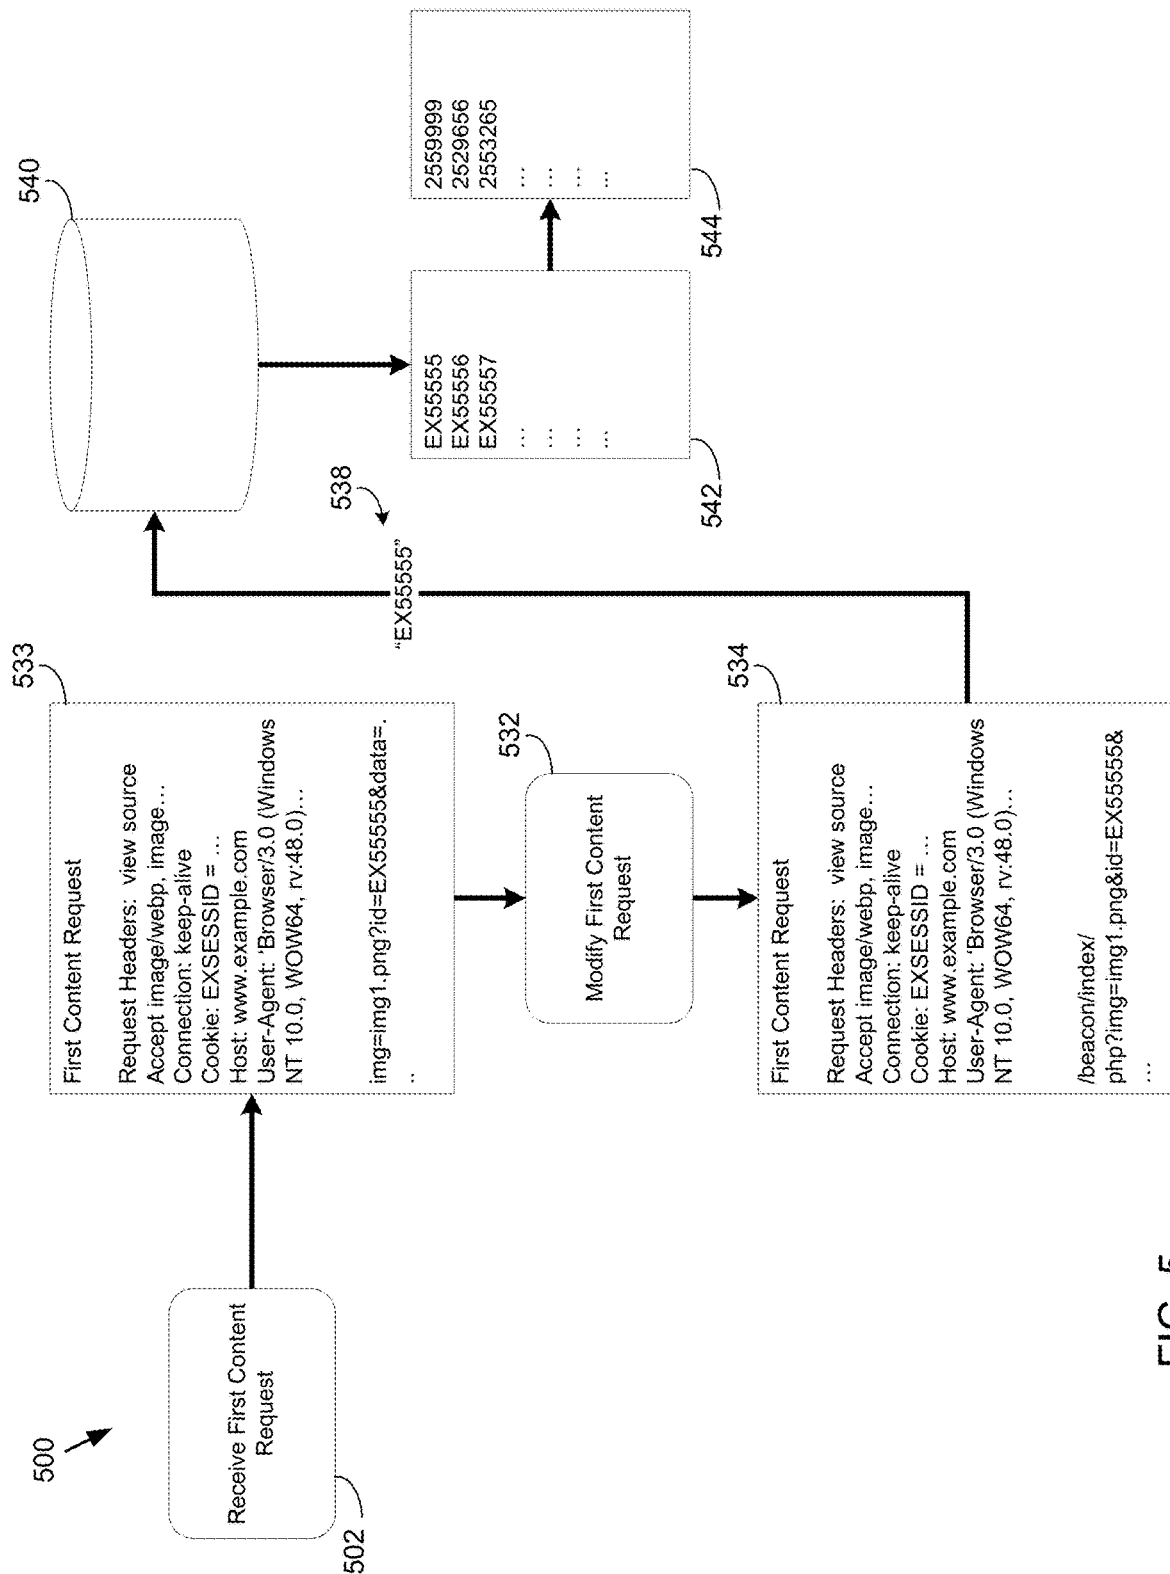 500
Receive First Content
Request
502
533
First Content Request
Request Headers: view source
Accept image/webp, image…
Connection: keep-alive
Cookie: EXSESSID = …
Host: www.example.com
User-Agent: 'Browser/3.0 (Windows
NT 10.0, WOW64, rv:48.0)…
img=img1.png?id=EX55555&data=.
..
Modify First Content
Request
532
534
First Content Request
Request Headers: view source
Accept image/webp, image…
Connection: keep-alive
Cookie: EXSESSID = …
Host: www.example.com
User-Agent: 'Browser/3.0 (Windows
NT 10.0, WOW64, rv:48.0)…
/beacon/index/
php?img=img1.png&id=EX55555&
…
"EX55555"
538
540
EX55555
EX55556
EX55557
…
…
…
…
542
2559999
2529656
2553265
…
…
…
…
544
FIG. 5